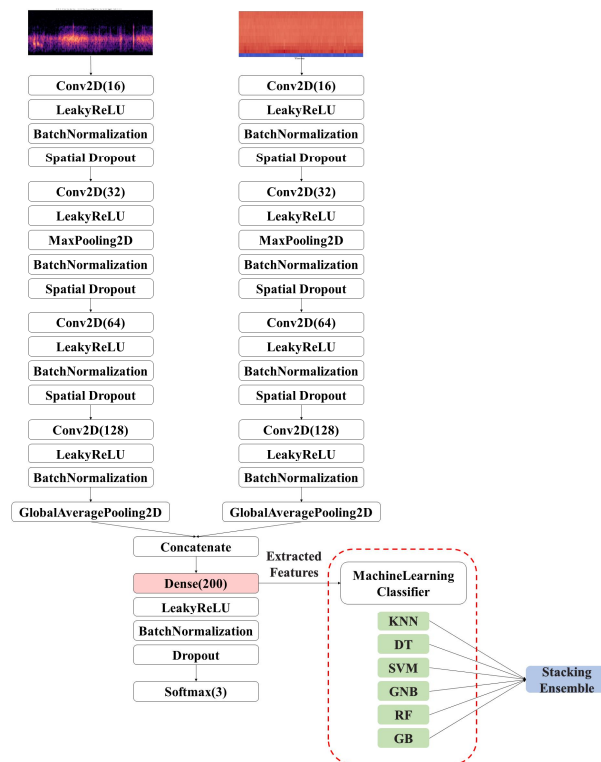 Conv2D(16)
LeakyReLU
BatchNormalization
Spatial Dropout
Conv2D(32)
LeakyReLU
MaxPooling2D
BatchNormalization
Spatial Dropout
Conv2D(64)
LeakyReLU
BatchNormalization
Spatial Dropout
Conv2D(128)
LeakyReLU
BatchNormalization
GlobalAveragePooling2D
Conv2D(16)
LeakyReLU
BatchNormalization
Spatial Dropout
Conv2D(32)
LeakyReLU
MaxPooling2D
BatchNormalization
Spatial Dropout
Conv2D(64)
LeakyReLU
BatchNormalization
Spatial Dropout
Conv2D(128)
LeakyReLU
BatchNormalization
GlobalAveragePooling2D
Concatenate
Dense(200)
LeakyReLU
BatchNormalization
Dropout
Softmax(3)
Extracted
Features
MachineLearning
Classifier
KNN
DT
SVM
GNB
RF
GB
Stacking
Ensemble